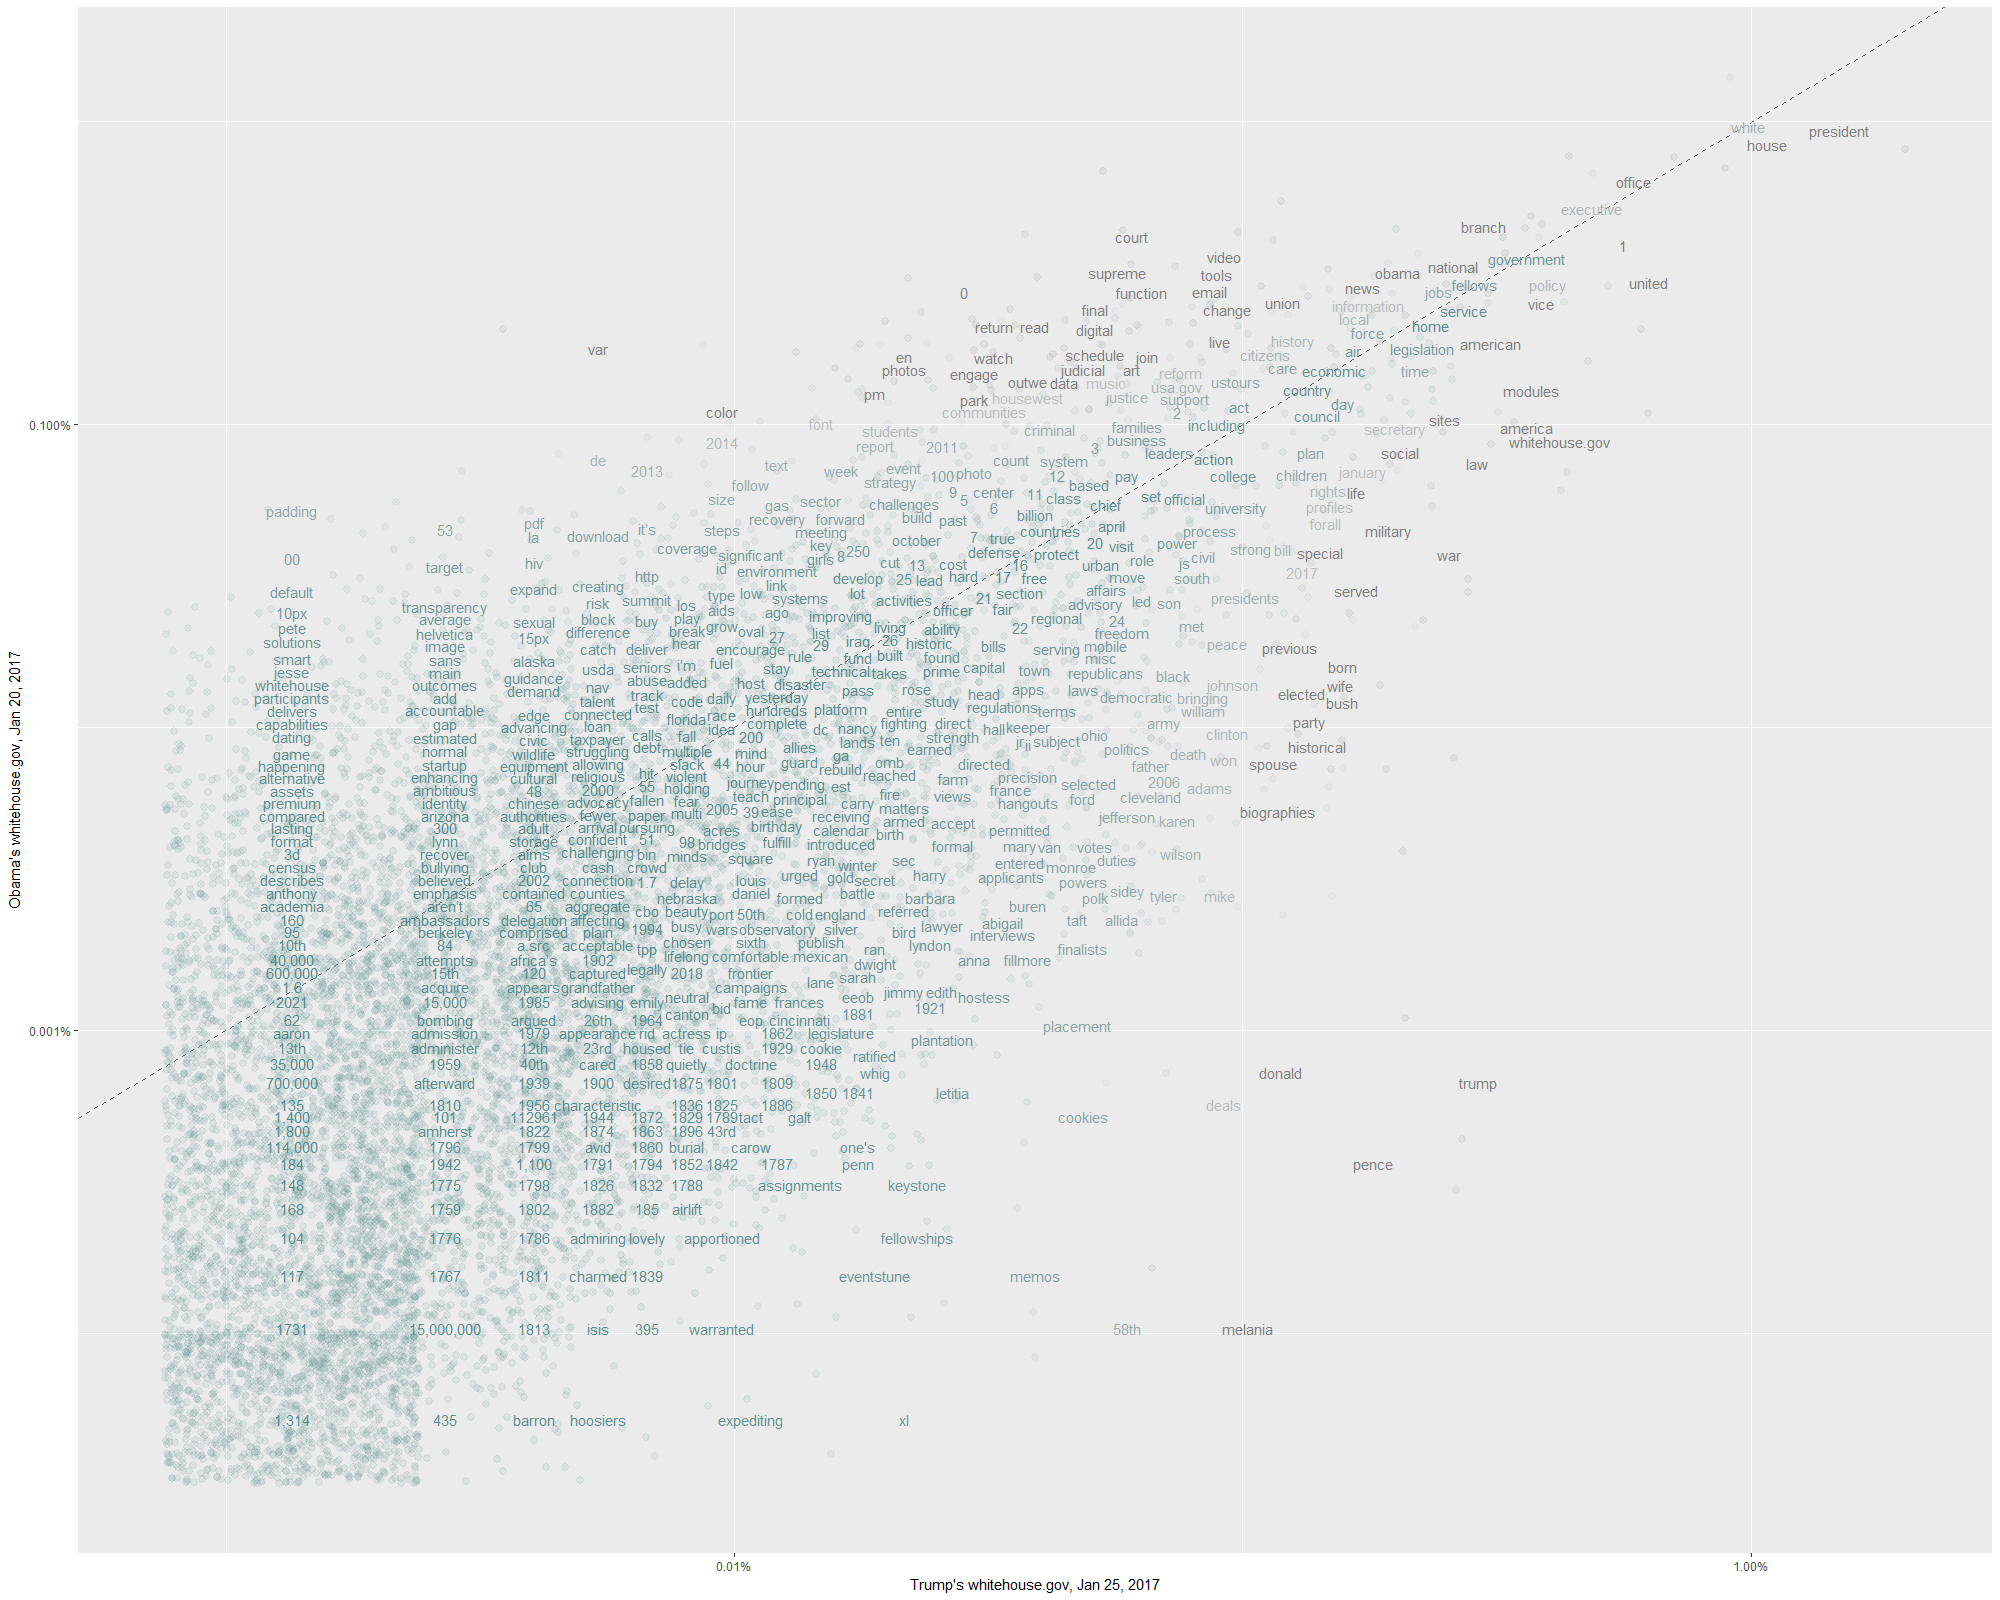 white
president
house
office
executive
branch
court
1
video
government
supreme
tools
obama
national
0
function
email
news
jobs
fellows
policy
united
final
change
union
information
vice
return
read
digital
local
service
force
home
var
en
watch
schedule
join
live
history
citizens
air
legislation
american
photos
engage
judicial
art
reform
care
economic
time
pm
outwe
data
music
usa.gov
ustours
country
modules
park
housewest
justice
support
color
communities
2
act
council
day
font
students
criminal
families
including
secretary
sites
america
2014
report
2011
3
business
whitehouse.gov
de
2013
text
week
event
count
system
leaders
action
plan
social
law
follow
strategy
100
photo
12
based
pay
college
children
january
padding
size
gas
sector
challenges
9
5
center
11
class
chief
set
official
rights
life
53
pdf
la
download
it's
steps
recovery
forward
build
past
6
billion
april
university
profiles
forall
00
hiv
coverage
significant
meeting
key
girls
8
250
october
7
true
countries
defense
protect
20
visit
power
process
civil
strong
bill
special
military
war
target
default
expand
creating
http
id
environment
link
develop
cut
13
25
lead
cost
hard
16
17
free
urban
role
move
js
south
2017
served
10px
pete
solutions
transparency
average
helvetica
image
sexual
15px
risk
block
difference
summit
buy
los
play
break
hear
type
aids
grow
low
oval
ago
27
systems
improving
list
29
lot
activities
living
iraq
26
officer
ability
historic
21
fair
section
22
regional
advisory
affairs
led
son
24
freedom
met
presidents
peace
previous
smart
jesse
whitehouse
participants
delivers
capabilities
dating
sans
main
outcomes
add
accountable
gap
estimated
alaska
guidance
demand
edge
advancing
civic
catch
usda
nav
talent
connected
loan
taxpayer
deliver
seniors
abuse
track
test
calls
i'm
added
code
florida
fall
fuel
daily
race
idea
encourage
stay
host
yesterday
hundreds
complete
200
rule
disaster
technical
pass
platform
dc
nancy
fund
built
takes
rose
entire
fighting
found
prime
study
direct
strength
bills
capital
head
regulations
hall
keeper
serving
town
apps
terms
mobile
misc
republicans
laws
democratic
bringing
black
johnson
william
army
ohio
subject
jr
ii
born
wife
bush
elected
party
historical
spouse
clinton
game
happening
alternative
assets
premium
compared
lasting
format
3d
census
describes
anthony
academia
160
95
10th
40,000
600,000
1.6
2021
62
aaron
13th
35,000
700,000
135
1,400
1,800
114,000
184
148
168
104
117
1731
1,314
normal
startup
enhancing
ambitious
identity
arizona
300
lynn
recover
bullying
believed
emphasis
aren't
ambassadors
berkeley
84
attempts
15th
acquire
15,000
bombing
admission
administer
1959
afterward
1810
101
amherst
1796
1942
1775
1759
1776
1767
15,000,000
435
wildlife
equipment
cultural
48
chinese
authorities
adult
storage
aims
club
2002
contained
65
delegation
comprised
a.src
africa's
120
appears
1985
argued
1979
12th
40th
1939
1956
112961
1822
1799
1,100
1798
1802
1786
1811
1813
barron
struggling
allowing
religious
2000
advocacy
fewer
arrival
confident
challenging
cash
connection
counties
aggregate
affecting
plain
acceptable
1902
captured
grandfather
advising
26th
appearance
23rd
cared
1900
characteristic
1944
1874
avid
1791
1826
1882
admiring
charmed
isis
hoosiers
debt
hit
55
fallen
paper
pursuing
51
bin
crowd
1.7
cbo
1994
tpp
legally
emily
1964
rid
housed
1858
desired
1872
1863
1860
1794
1832
185
lovely
1839
395
multiple
slack
violent
holding
fear
multi
98
minds
delay
nebraska
beauty
busy
chosen
lifelong
2018
neutral
canton
actress
tie
quietly
1875
1836
1829
1896
burial
1852
1788
airlift
apportioned
warranted
44
2005
acres
bridges
port
wars
bid
ip
custis
1801
1825
1789
43rd
1842
mind
hour
journey
teach
39
ease
birthday
square
louis
daniel
50th
observatory
sixth
comfortable
frontier
campaigns
fame
eop
1862
1929
doctrine
1809
1886
tact
carow
1787
assignments
expediting
allies
guard
pending
principal
fulfill
urged
formed
cold
frances
cincinnati
galt
ga
lands
rebuild
est
carry
receiving
calendar
introduced
ryan
winter
gold
secret
battle
england
silver
publish
mexican
lane
sarah
eeob
1881
legislature
cookie
1948
1850
1841
one's
penn
eventstune
ten
omb
reached
fire
matters
armed
birth
sec
harry
barbara
referred
bird
lawyer
ran
lyndon
dwight
jimmy
edith
1921
ratified
whig
keystone
fellowships
xl
earned
directed
farm
views
accept
formal
anna
hostess
plantation
letitia
precision
france
hangouts
permitted
mary
van
entered
applicants
buren
abigail
interviews
fillmore
memos
politics
father
selected
ford
votes
monroe
powers
polk
taft
finalists
placement
cookies
death
won
2006
cleveland
adams
jefferson
karen
duties
wilson
sidey
tyler
mike
allida
biographies
donald
trump
deals
pence
58th
melania
0.100%
0.001%
0.01%
1.00%
Obama's whitehouse.gov, Jan 20, 2017
Trump's whitehouse.gov, Jan 25, 2017